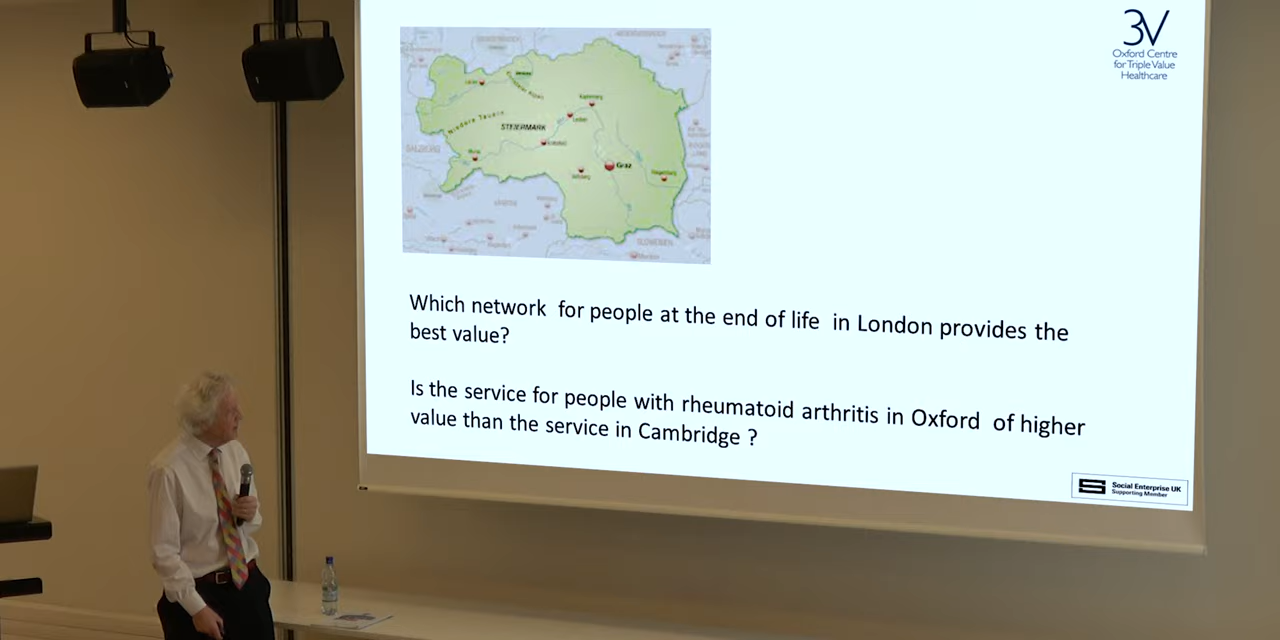 3V
Oxford Centre
for Triple Value
Healthcare
STEIERMARK
Graz
SALZBURG
SLOWENIEN
Which network for people at the end of life in London provides the
best value?
Is the service for people with rheumatoid arthritis in Oxford of higher
value than the service in Cambridge ?
Social Enterprise UK
Supporting Member